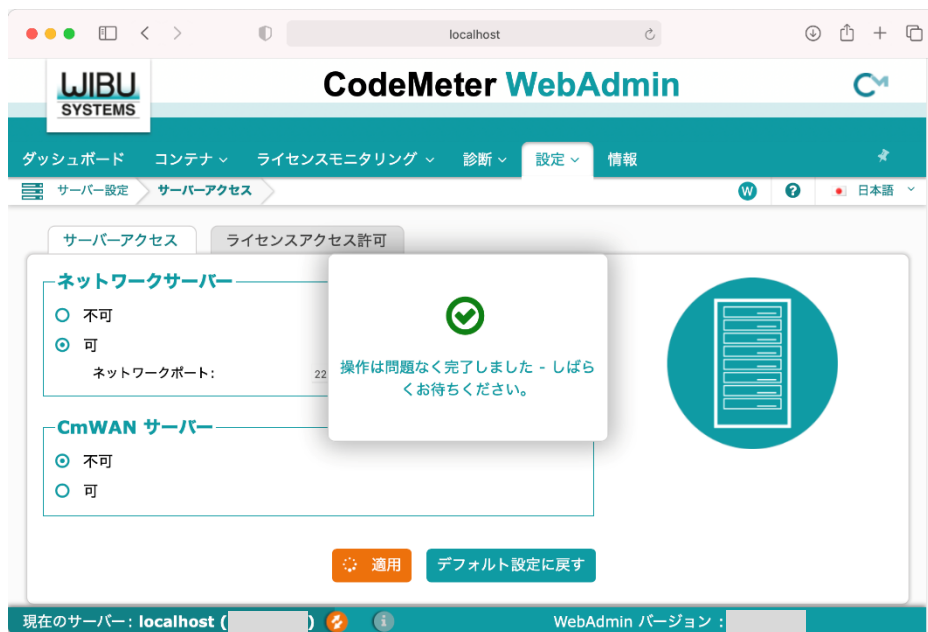 localhost
WIBU
SYSTEMS
CodeMeter WebAdmin
CM
ダッシュボード コンテナ ライセンスモニタリング 診断 設定 情報
サーバー設定 サーバーアクセス W ? 日本語
サーバーアクセス ライセンスアクセス許可
ネットワークサーバー
不可
可
ネットワークポート: 22
操作は問題なく完了しました - しばら
くお待ちください。
CmWAN サーバー
不可
可
適用 デフォルト設定に戻す
現在のサーバー: localhost ( ) i WebAdmin バージョン :